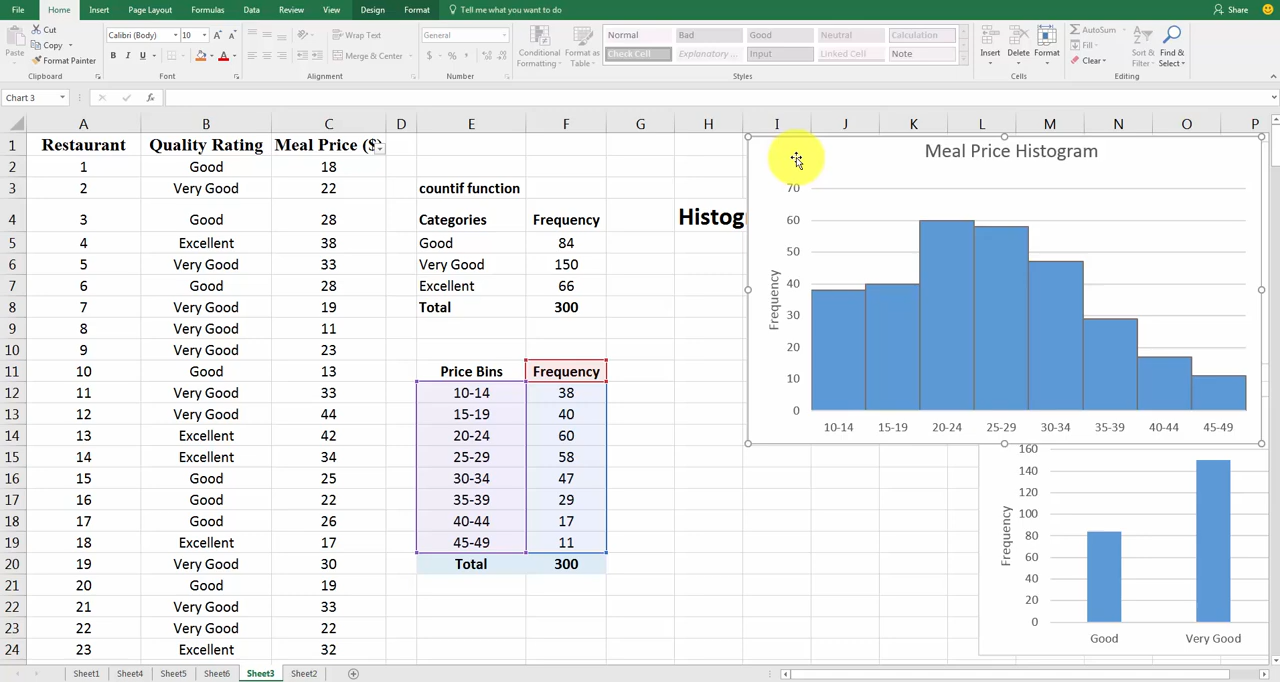 File Home Insert Page Layout Formulas Data Review View Design Format Tell me what you want to do Share
Paste Cut Copy Format Painter Clipboard
Calibri (Body) 10 A A B I U A Font
Wrap Text Merge & Center Alignment
General $ % , Number
Conditional Formatting Format as Table
Normal Bad Good Neutral Calculation
Check Cell Explanatory ... Input Linked Cell Note
Styles
Insert Delete Format Cells
AutoSum Fill Clear Sort & Filter Find & Select Editing
Chart 3 fx
A B C D E F G H I J K L M N O P
1 Restaurant Quality Rating Meal Price ($)
2 1 Good 18
3 2 Very Good 22 countif function
4 3 Good 28 Categories Frequency Histog
5 4 Excellent 38 Good 84
6 5 Very Good 33 Very Good 150
7 6 Good 28 Excellent 66
8 7 Very Good 19 Total 300
9 8 Very Good 11
10 9 Very Good 23
11 10 Good 13 Price Bins Frequency
12 11 Very Good 33 10-14 38
13 12 Very Good 44 15-19 40
14 13 Excellent 42 20-24 60
15 14 Excellent 34 25-29 58
16 15 Good 25 30-34 47
17 16 Good 22 35-39 29
18 17 Good 26 40-44 17
19 18 Excellent 17 45-49 11
20 19 Very Good 30 Total 300
21 20 Good 19
22 21 Very Good 33
23 22 Very Good 22
24 23 Excellent 32
Meal Price Histogram
Frequency
70
60
50
40
30
20
10
0
10-14 15-19 20-24 25-29 30-34 35-39 40-44 45-49
Frequency
160
140
120
100
80
60
40
20
0
Good Very Good
Sheet1 Sheet4 Sheet5 Sheet6 Sheet3 Sheet2